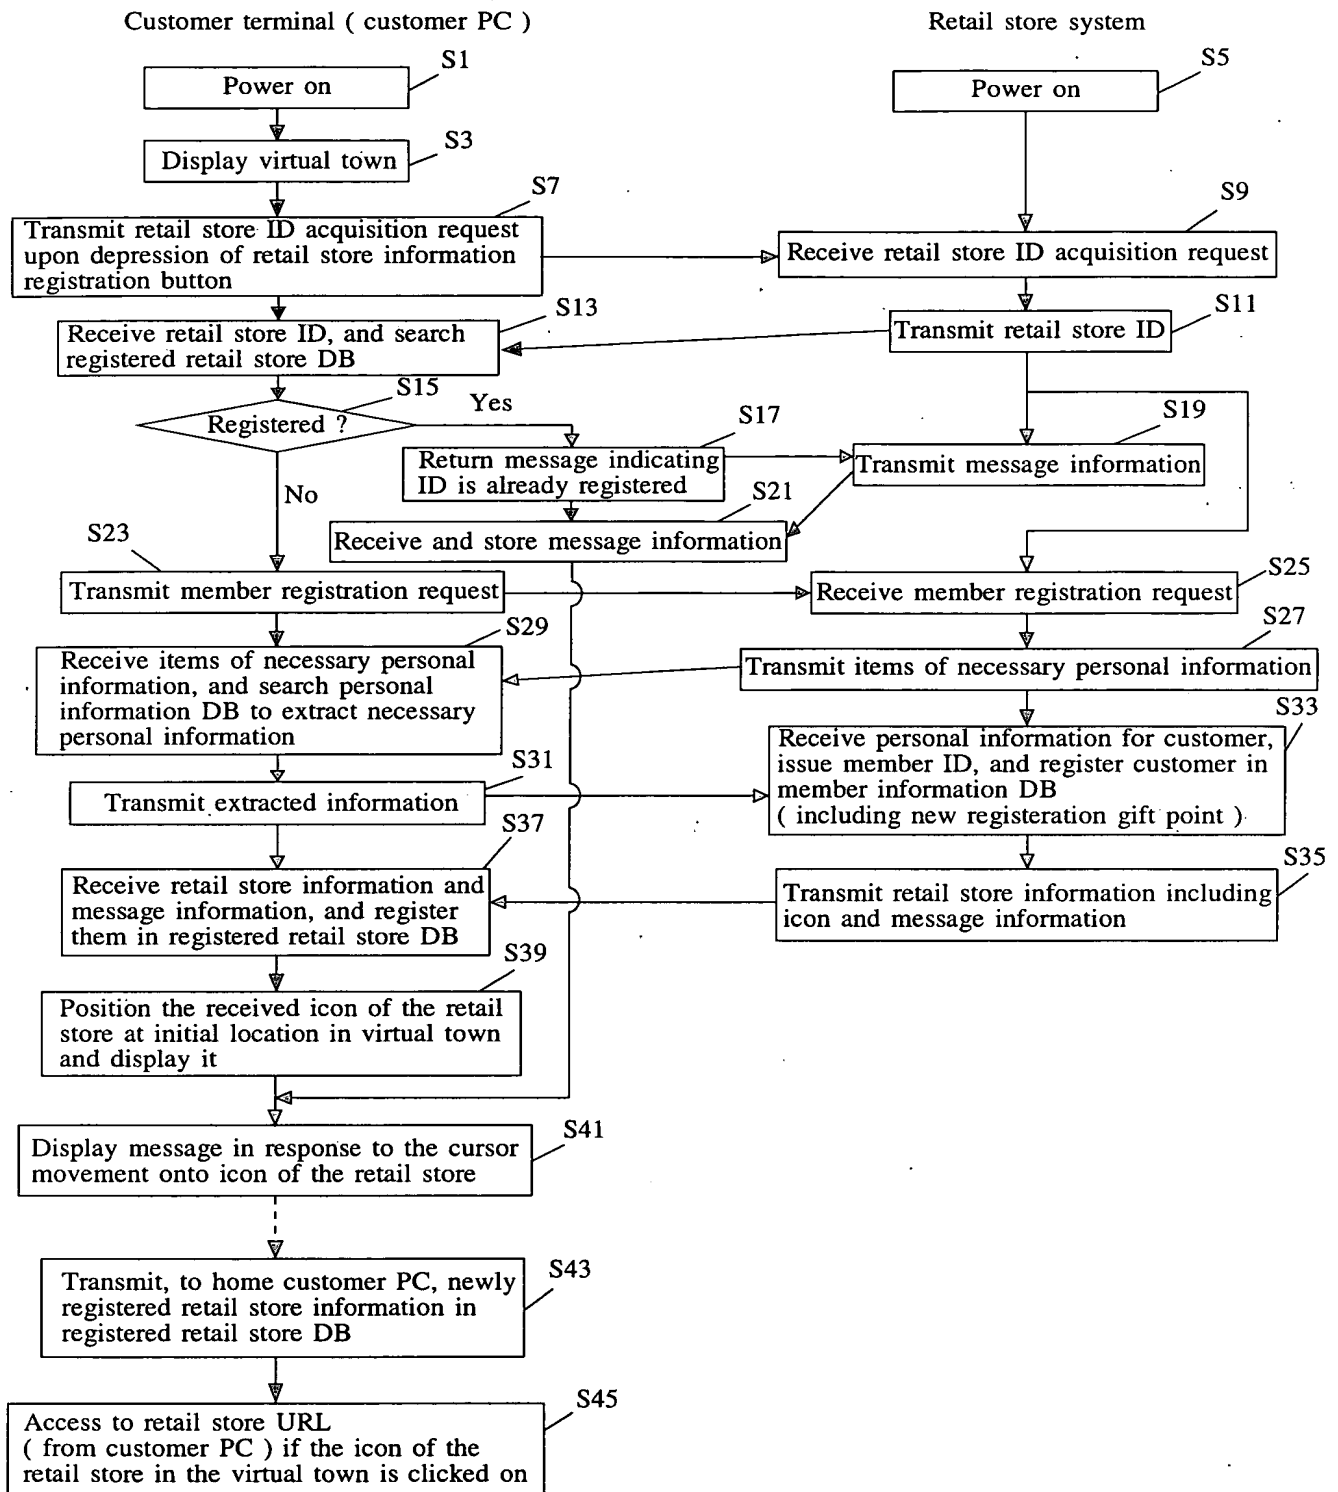 Customer terminal ( customer PC )
Retail store system
S1
Power on
S5
Power on
S3
Display virtual town
S7
Transmit retail store ID acquisition request
upon depression of retail store information
registration button
S9
Receive retail store ID acquisition request
S13
Receive retail store ID, and search
registered retail store DB
S11
Transmit retail store ID
S15
Registered ?
Yes
No
S17
Return message indicating
ID is already registered
S19
Transmit message information
S21
Receive and store message information
S23
Transmit member registration request
S25
Receive member registration request
S29
Receive items of necessary personal
information, and search personal
information DB to extract necessary
personal information
S27
Transmit items of necessary personal information
S31
Transmit extracted information
S33
Receive personal information for customer,
issue member ID, and register customer in
member information DB
( including new registeration gift point )
S37
Receive retail store information and
message information, and register
them in registered retail store DB
S35
Transmit retail store information including
icon and message information
S39
Position the received icon of the retail
store at initial location in virtual town
and display it
S41
Display message in response to the cursor
movement onto icon of the retail store
S43
Transmit, to home customer PC, newly
registered retail store information in
registered retail store DB
S45
Access to retail store URL
( from customer PC ) if the icon of the
retail store in the virtual town is clicked on